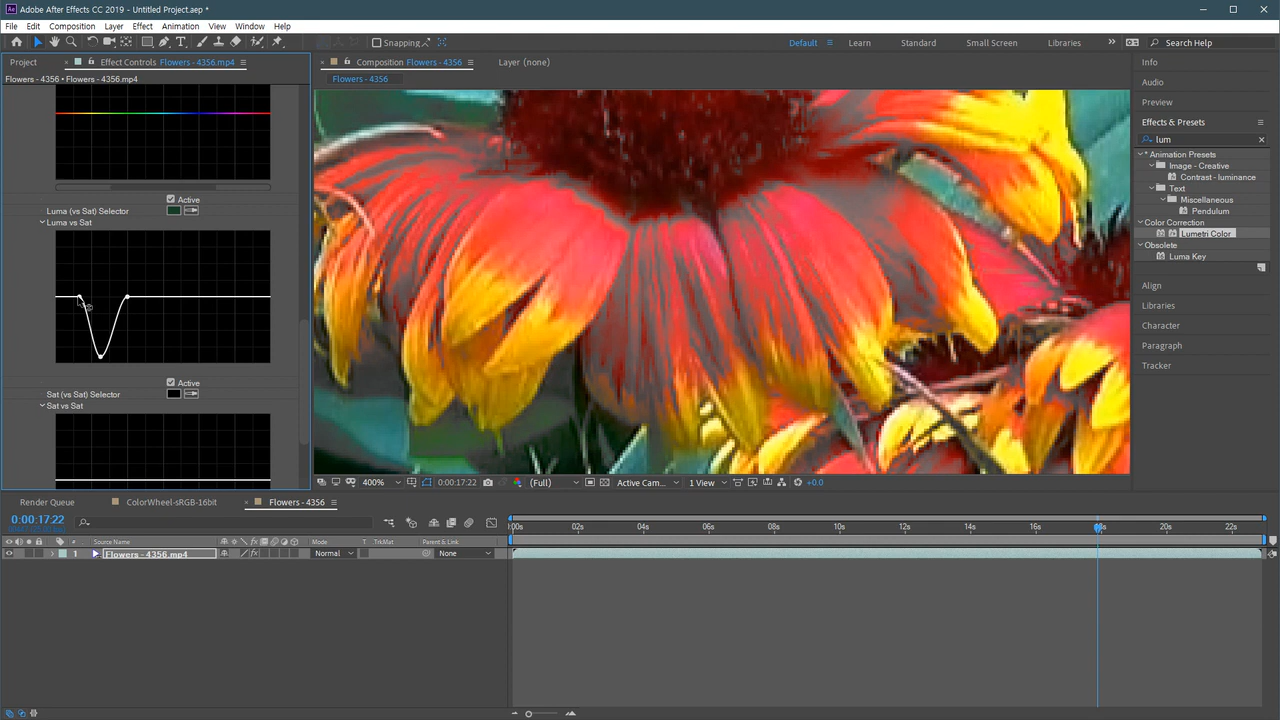 Adobe After Effects CC 2019 - Untitled Project.aep *
File Edit Composition Layer Effect Animation View Window Help
Snapping Default Learn Standard Small Screen Libraries Search Help
Project Effect Controls Flowers - 4356.mp4 Composition Flowers - 4356 Layer (none)
Flowers - 4356 • Flowers - 4356.mp4
Flowers - 4356
Active
Luma (vs Sat) Selector
Luma vs Sat
Active
Sat (vs Sat) Selector
Sat vs Sat
400% 0:00:17:22 (Full) Active Cam... 1 View +0.0
Info
Audio
Preview
Effects & Presets
lum
* Animation Presets
Image - Creative
Contrast - luminance
Text
Miscellaneous
Pendulum
Color Correction
Lumetri Color
Obsolete
Luma Key
Align
Libraries
Character
Paragraph
Tracker
Render Queue ColorWheel-sRGB-16bit Flowers - 4356
0:00:17:22
:00s 02s 04s 06s 08s 10s 12s 14s 16s 20s 22s
# Source Name Mode T TrkMat Parent & Link
1 Flowers - 4356.mp4 Normal None